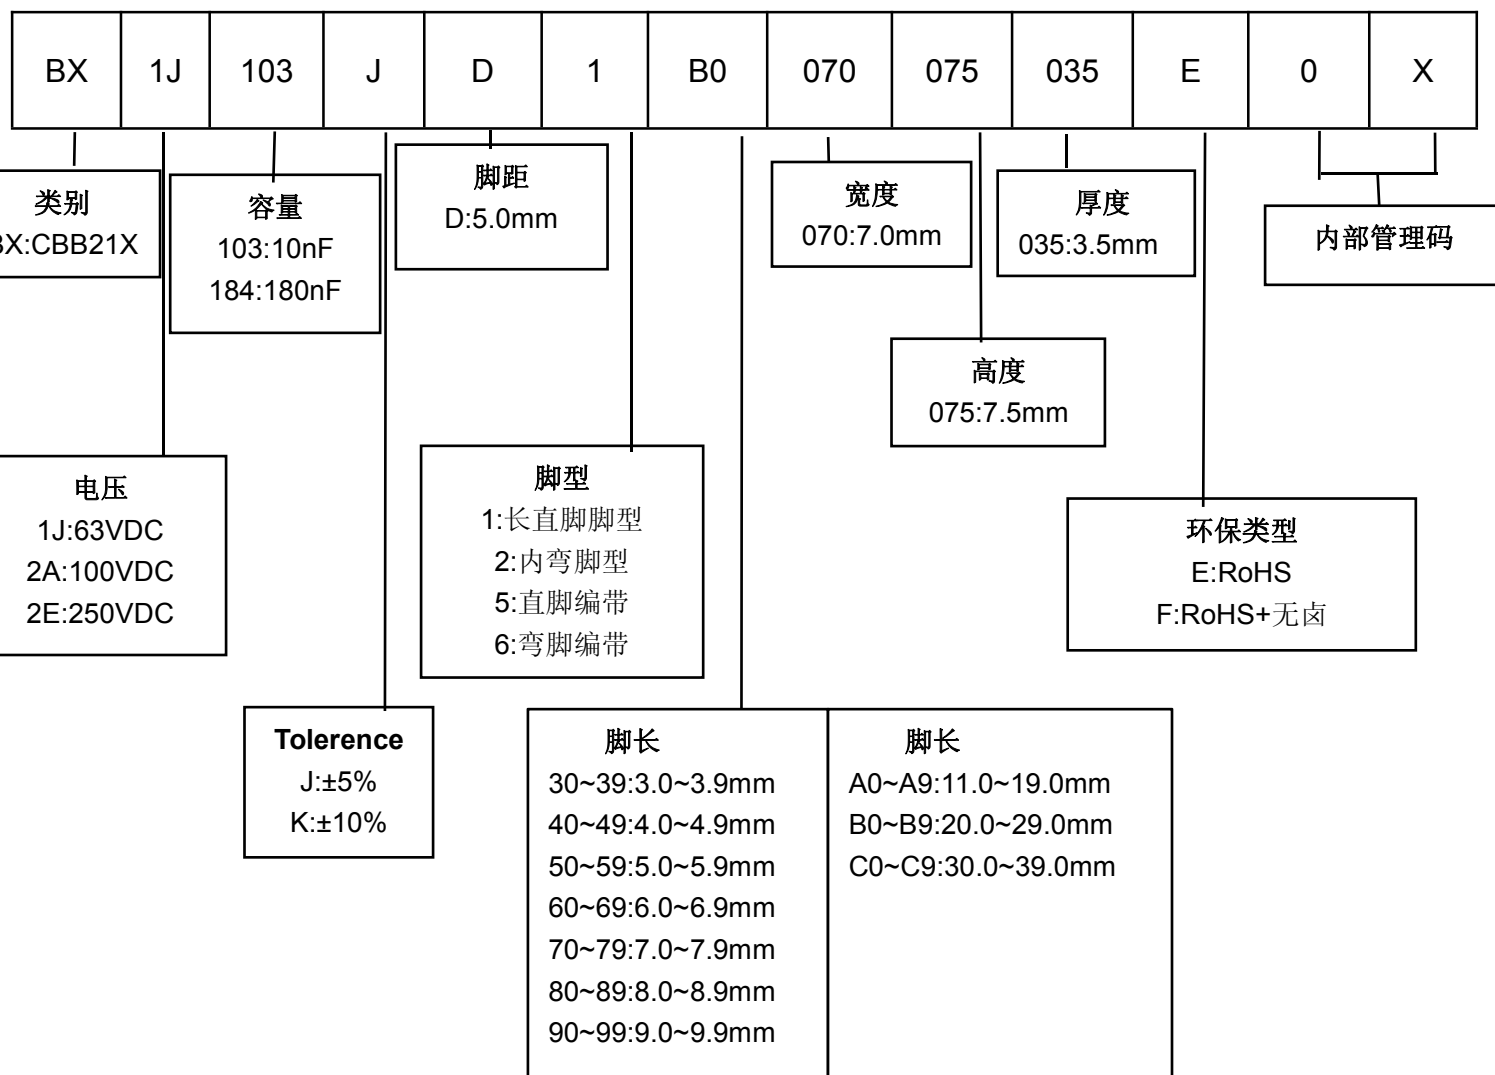 BX 1J 103 J D 1 B0 070 075 035 E 0 X
类别
BX:CBB21X
容量
103:10nF
184:180nF
脚距
D:5.0mm
宽度
070:7.0mm
厚度
035:3.5mm
内部管理码
高度
075:7.5mm
电压
1J:63VDC
2A:100VDC
2E:250VDC
脚型
1:长直脚脚型
2:内弯脚型
5:直脚编带
6:弯脚编带
环保类型
E:RoHS
F:RoHS+无卤
Tolerence
J:±5%
K:±10%
脚长
30~39:3.0~3.9mm
40~49:4.0~4.9mm
50~59:5.0~5.9mm
60~69:6.0~6.9mm
70~79:7.0~7.9mm
80~89:8.0~8.9mm
90~99:9.0~9.9mm
脚长
A0~A9:11.0~19.0mm
B0~B9:20.0~29.0mm
C0~C9:30.0~39.0mm